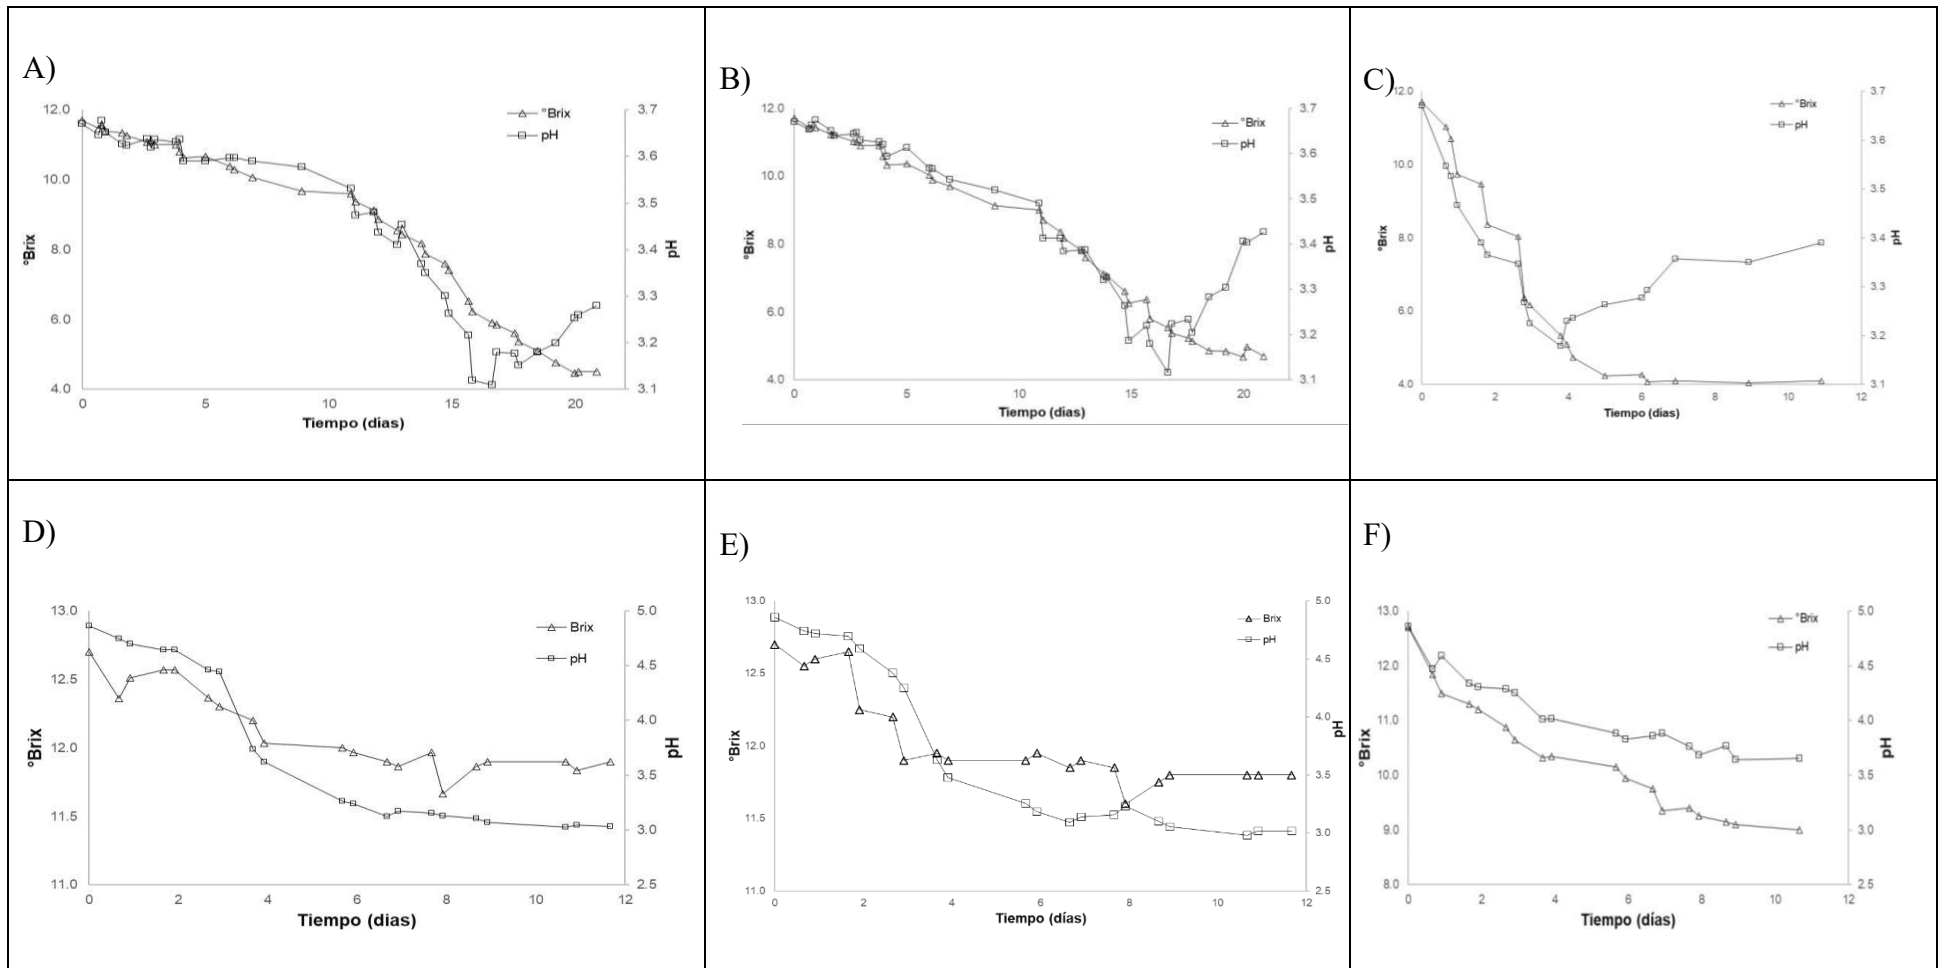 A)
12.0
10.0
8.0
6.0
4.0
°Brix
°Brix
pH
3.7
3.6
3.5
3.4
3.3
3.2
3.1
pH
0 5 10 15 20
Tiempo (dias)
B)
12.0
10.0
8.0
6.0
4.0
°Brix
°Brix
pH
3.7
3.6
3.5
3.4
3.3
3.2
3.1
pH
0 5 10 15 20
Tiempo (dias)
C)
12.0
10.0
8.0
6.0
4.0
°Brix
°Brix
pH
3.7
3.6
3.5
3.4
3.3
3.2
3.1
pH
0 2 4 6 8 10 12
Tiempo (dias)
D)
13.0
12.5
12.0
11.5
11.0
°Brix
Brix
pH
5.0
4.5
4.0
3.5
3.0
2.5
pH
0 2 4 6 8 10 12
Tiempo (dias)
E)
13.0
12.5
12.0
11.5
11.0
°Brix
Brix
pH
5.0
4.5
4.0
3.5
3.0
2.5
pH
0 2 4 6 8 10 12
Tiempo (días)
F)
13.0
12.0
11.0
10.0
9.0
8.0
°Brix
°Brix
pH
5.0
4.5
4.0
3.5
3.0
2.5
pH
0 2 4 6 8 10 12
Tiempo (días)